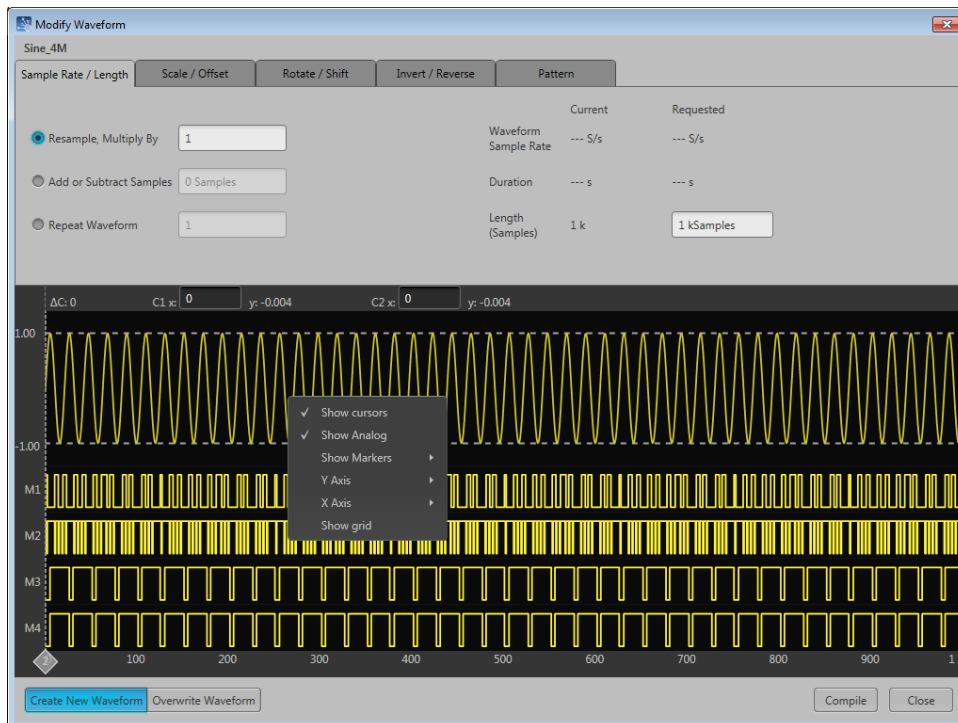 Modify Waveform
Sine_4M
Sample Rate / Length Scale / Offset Rotate / Shift Invert / Reverse Pattern
Current Requested
Resample, Multiply By 1 Waveform Sample Rate --- S/s --- S/s
Add or Subtract Samples 0 Samples Duration --- s --- s
Repeat Waveform 1 Length (Samples) 1 k 1 kSamples
ΔC: 0 C1 x: 0 y: -0.004 C2 x: 0 y: -0.004
1.00
✓ Show cursors
✓ Show Analog
-1.00
Show Markers
Y Axis
M1
X Axis
Show grid
M2
M3
M4
2 100 200 300 400 500 600 700 800 900 1
Create New Waveform Overwrite Waveform Compile Close